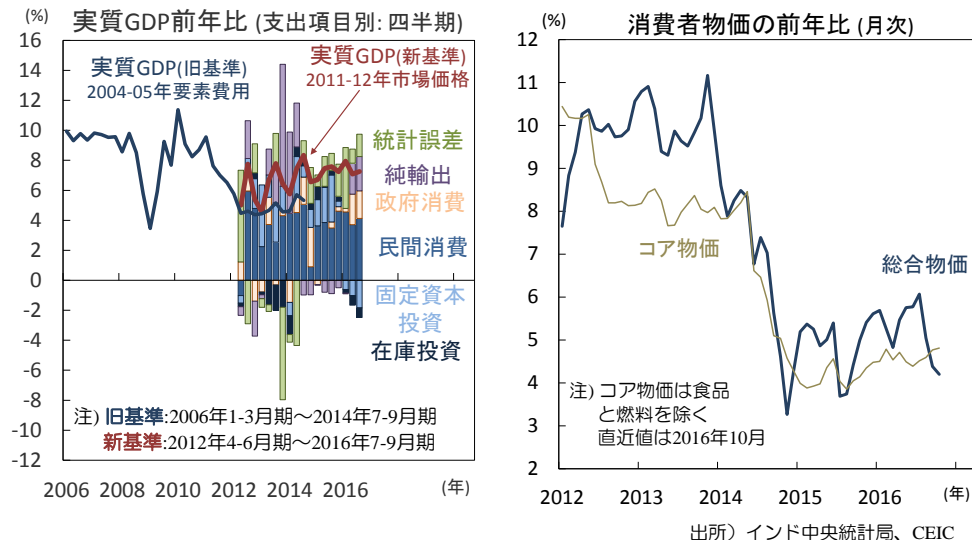 (%)
実質GDP前年比 (支出項目別: 四半期)
16
14
12
10
8
6
4
2
0
-2
-4
-6
-8
-10
-12
実質GDP(旧基準)
2004-05年要素費用
実質GDP(新基準)
2011-12年市場価格
統計誤差
純輸出
政府消費
民間消費
固定資本
投資
在庫投資
注) 旧基準:2006年1-3月期～2014年7-9月期
新基準:2012年4-6月期～2016年7-9月期
2006 2008 2010 2012 2014 2016 (年)
(%)
消費者物価の前年比 (月次)
12
11
10
9
8
7
6
5
4
3
2
コア物価
総合物価
注) コア物価は食品
と燃料を除く
直近値は2016年10月
2012 2013 2014 2015 2016 (年)
出所）インド中央統計局、CEIC